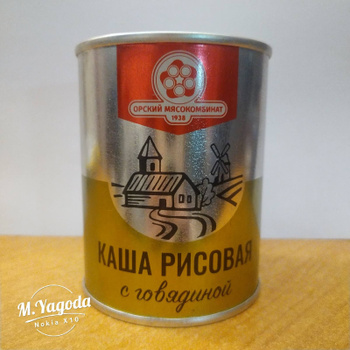 ОРСКИЙ МЯСОКОМБИНАТ
1938
КАША РИСОВАЯ
с говядиной
M.Yagoda
Nokia X10